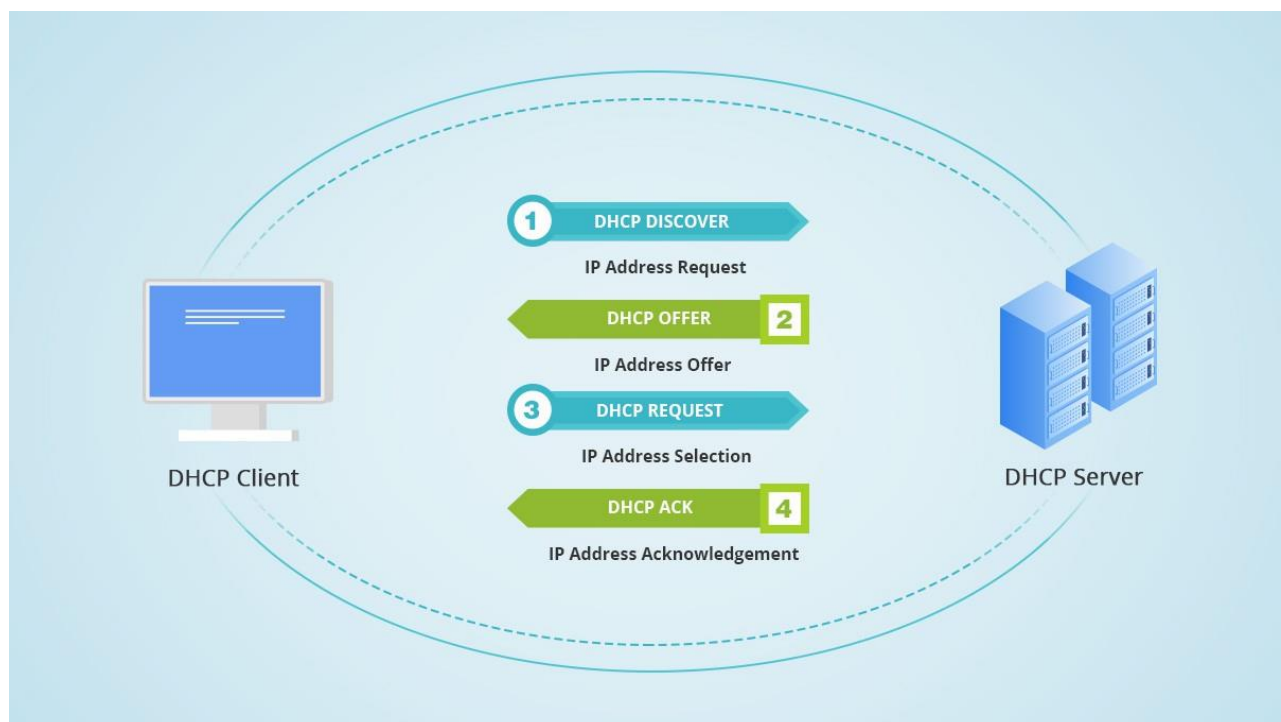 1 DHCP DISCOVER
IP Address Request
DHCP OFFER 2
IP Address Offer
3 DHCP REQUEST
IP Address Selection
DHCP ACK 4
IP Address Acknowledgement
DHCP Client
DHCP Server